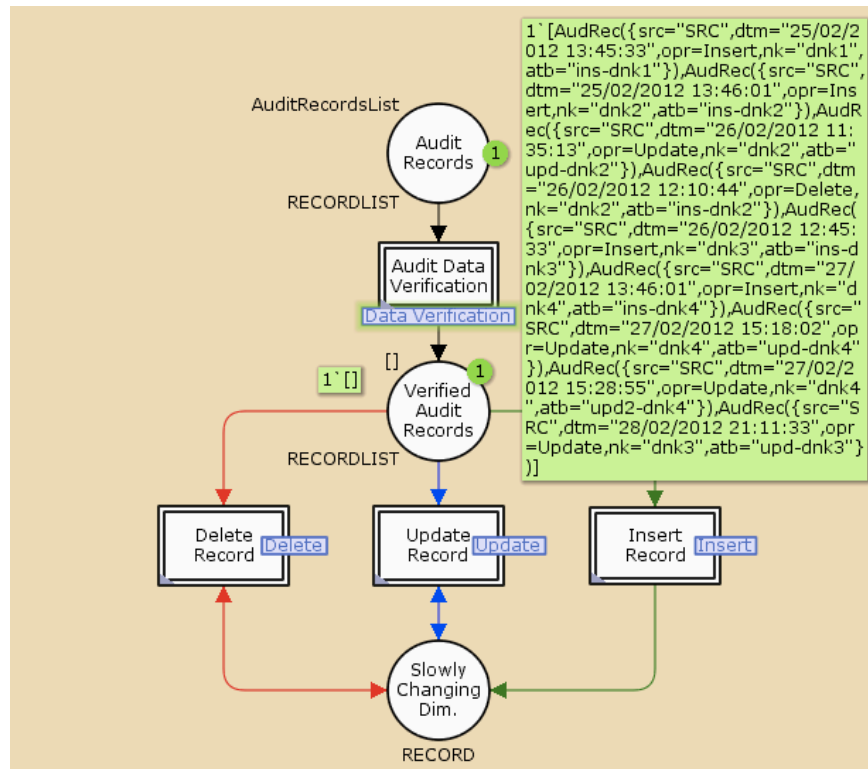 1`[AudRec({src="SRC",dtm="25/02/2
012 13:45:33",opr=Insert,nk="dnk1",
atb="ins-dnk1"}),AudRec({src="SRC",
dtm="25/02/2012 13:46:01",opr=Ins
ert,nk="dnk2",atb="ins-dnk2"}),AudR
ec({src="SRC",dtm="26/02/2012 11:
35:13",opr=Update,nk="dnk2",atb="
upd-dnk2"}),AudRec({src="SRC",dtm
="26/02/2012 12:10:44",opr=Delete,
nk="dnk2",atb="ins-dnk2"}),AudRec(
{src="SRC",dtm="26/02/2012 12:45:
33",opr=Insert,nk="dnk3",atb="ins-d
nk3"}),AudRec({src="SRC",dtm="27/
02/2012 13:46:01",opr=Insert,nk="d
nk4",atb="ins-dnk4"}),AudRec({src="
SRC",dtm="27/02/2012 15:18:02",op
r=Update,nk="dnk4",atb="upd-dnk4"
}),AudRec({src="SRC",dtm="27/02/2
012 15:28:55",opr=Update,nk="dnk4
",atb="upd2-dnk4"}),AudRec({src="S
RC",dtm="28/02/2012 21:11:33",opr
=Update,nk="dnk3",atb="upd-dnk3"}
)]
AuditRecordsList
Audit
Records
1
RECORDLIST
Audit Data
Verification
Data Verification
[]
1`[]
1
Verified
Audit
Records
RECORDLIST
Delete
Record
Delete
Update
Record
Update
Insert
Record
Insert
Slowly
Changing
Dim.
RECORD